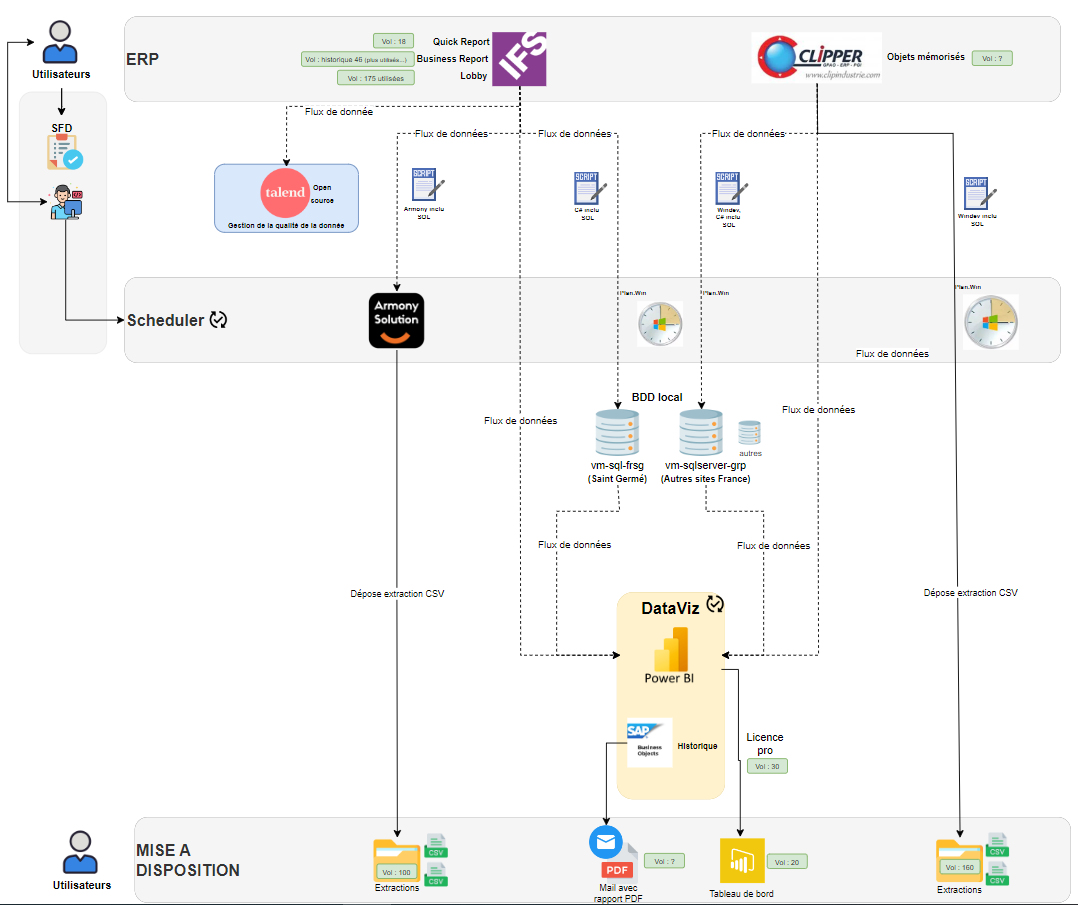 Utilisateurs
SFD
ERP
Vol : 18
Quick Report
Vol : historique 46 (plus utilisés...)
Business Report
Vol : 175 utilisées
Lobby
IFS
CLIPPER
GPAO - ERP - PGI
www.clipindustrie.com
Objets mémorisés
Vol : ?
Flux de donnée
Flux de données
Flux de données
Flux de données
talend
Open
source
Gestion de la qualité de la donnée
SCRIPT
Armony inclu
SQL
SCRIPT
C# inclu
SQL
SCRIPT
Windev,
C# inclu
SQL
SCRIPT
Windev inclu
SQL
Scheduler
Armony
Solution
Plan.Win
Plan.Win
Plan.Win
Flux de données
BDD local
Flux de données
Flux de données
vm-sql-frsg
(Saint Germé)
vm-sqlserver-grp
(Autres sites France)
autres
Flux de données
Flux de données
Dépose extraction CSV
Dépose extraction CSV
DataViz
Power BI
SAP
Business
Objects
Historique
Licence
pro
Vol : 30
Utilisateurs
MISE A
DISPOSITION
Vol : 100
CSV
CSV
Extractions
PDF
Vol : ?
Mail avec
rapport PDF
Vol : 20
Tableau de bord
Vol : 160
CSV
CSV
Extractions